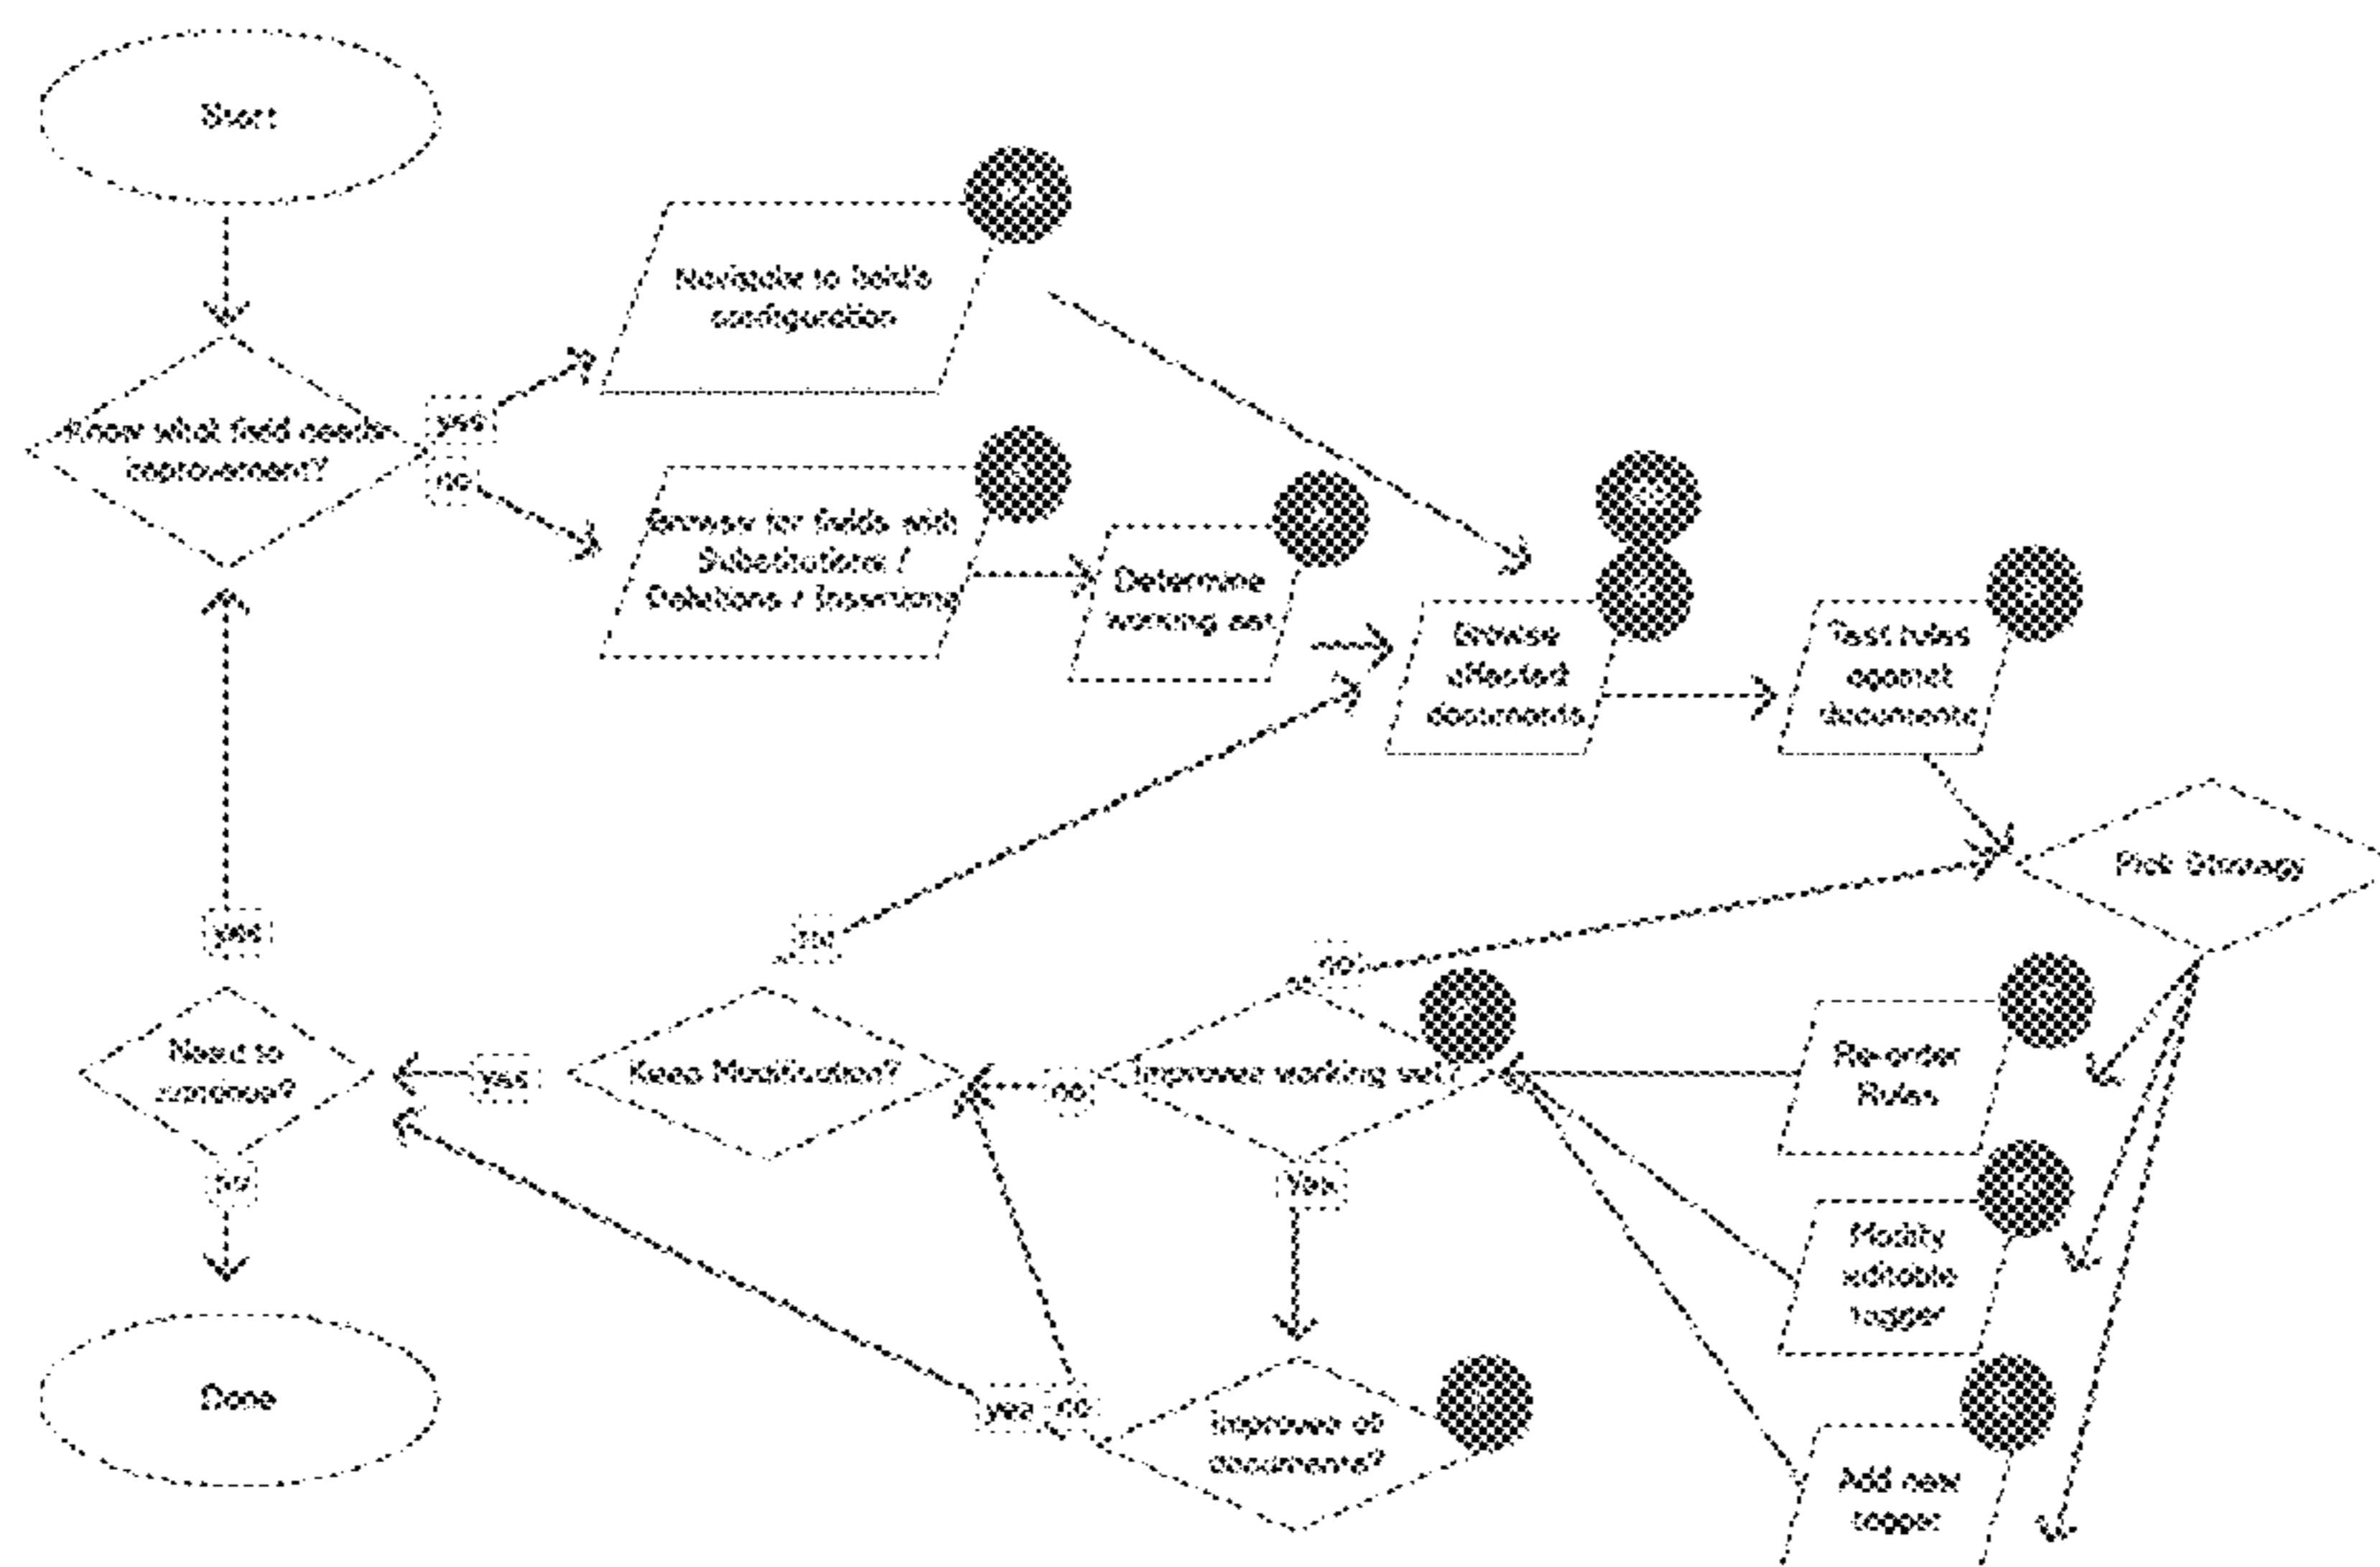 Start
Navigate to field's
configuration
Know what field needs
improvement?
yes
no
Browse for fields with
Substitutions /
Deletions / Insertions
Determine
working set
Browse
affected
documents
Test rules
against
documents
Pick Strategy
yes
no
no
Need to
continue?
yes
Keep Modification?
no
Improves working set?
Re-order
Rules
no
Yes
Modify
editable
tagger
Done
yes
no
Improves all
documents?
Add new
tagger